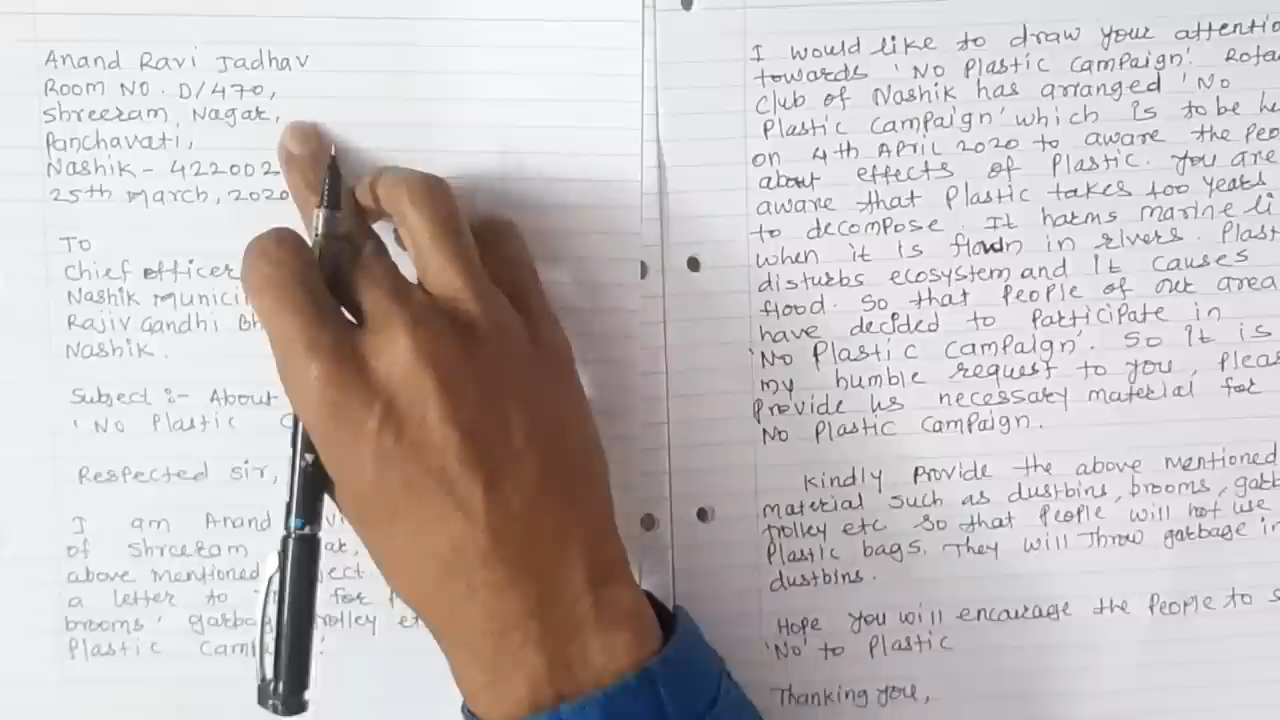 Anand Ravi Jadhav
Room No. D/470,
Shreeram Nagar,
Panchavati,
Nashik - 422002
25th March, 2020
To
Chief officer
Nashik
Rajiv Gandhi
Nashik.
Subject :- About
'No Plastic
Respected sir,
I am Anand
of Shreeram
above mentioned
a letter to for
brooms, trolley
Plastic
I would like to draw your
towards 'No Plastic Campaign'.
Club of Nashik has arranged 'No
Plastic Campaign' which is to be
on 4th April 2020 to aware the
about effects of Plastic. You are
aware that Plastic takes 400 years
to decompose. It harms marine
when it is flown in rivers.
disturbs ecosystem and it causes
flood. So that People of our area
have decided to Participate in
'No Plastic Campaign'. So It is
my humble request to you,
Provide us necessary material for
No Plastic Campaign.
Kindly Provide the above mentioned
material such as dustbins, brooms,
trolley etc so that People will not use
Plastic bags. They will Throw garbage in
dustbins.
Hope you will encourage the People to
'No' to Plastic
Thanking you,